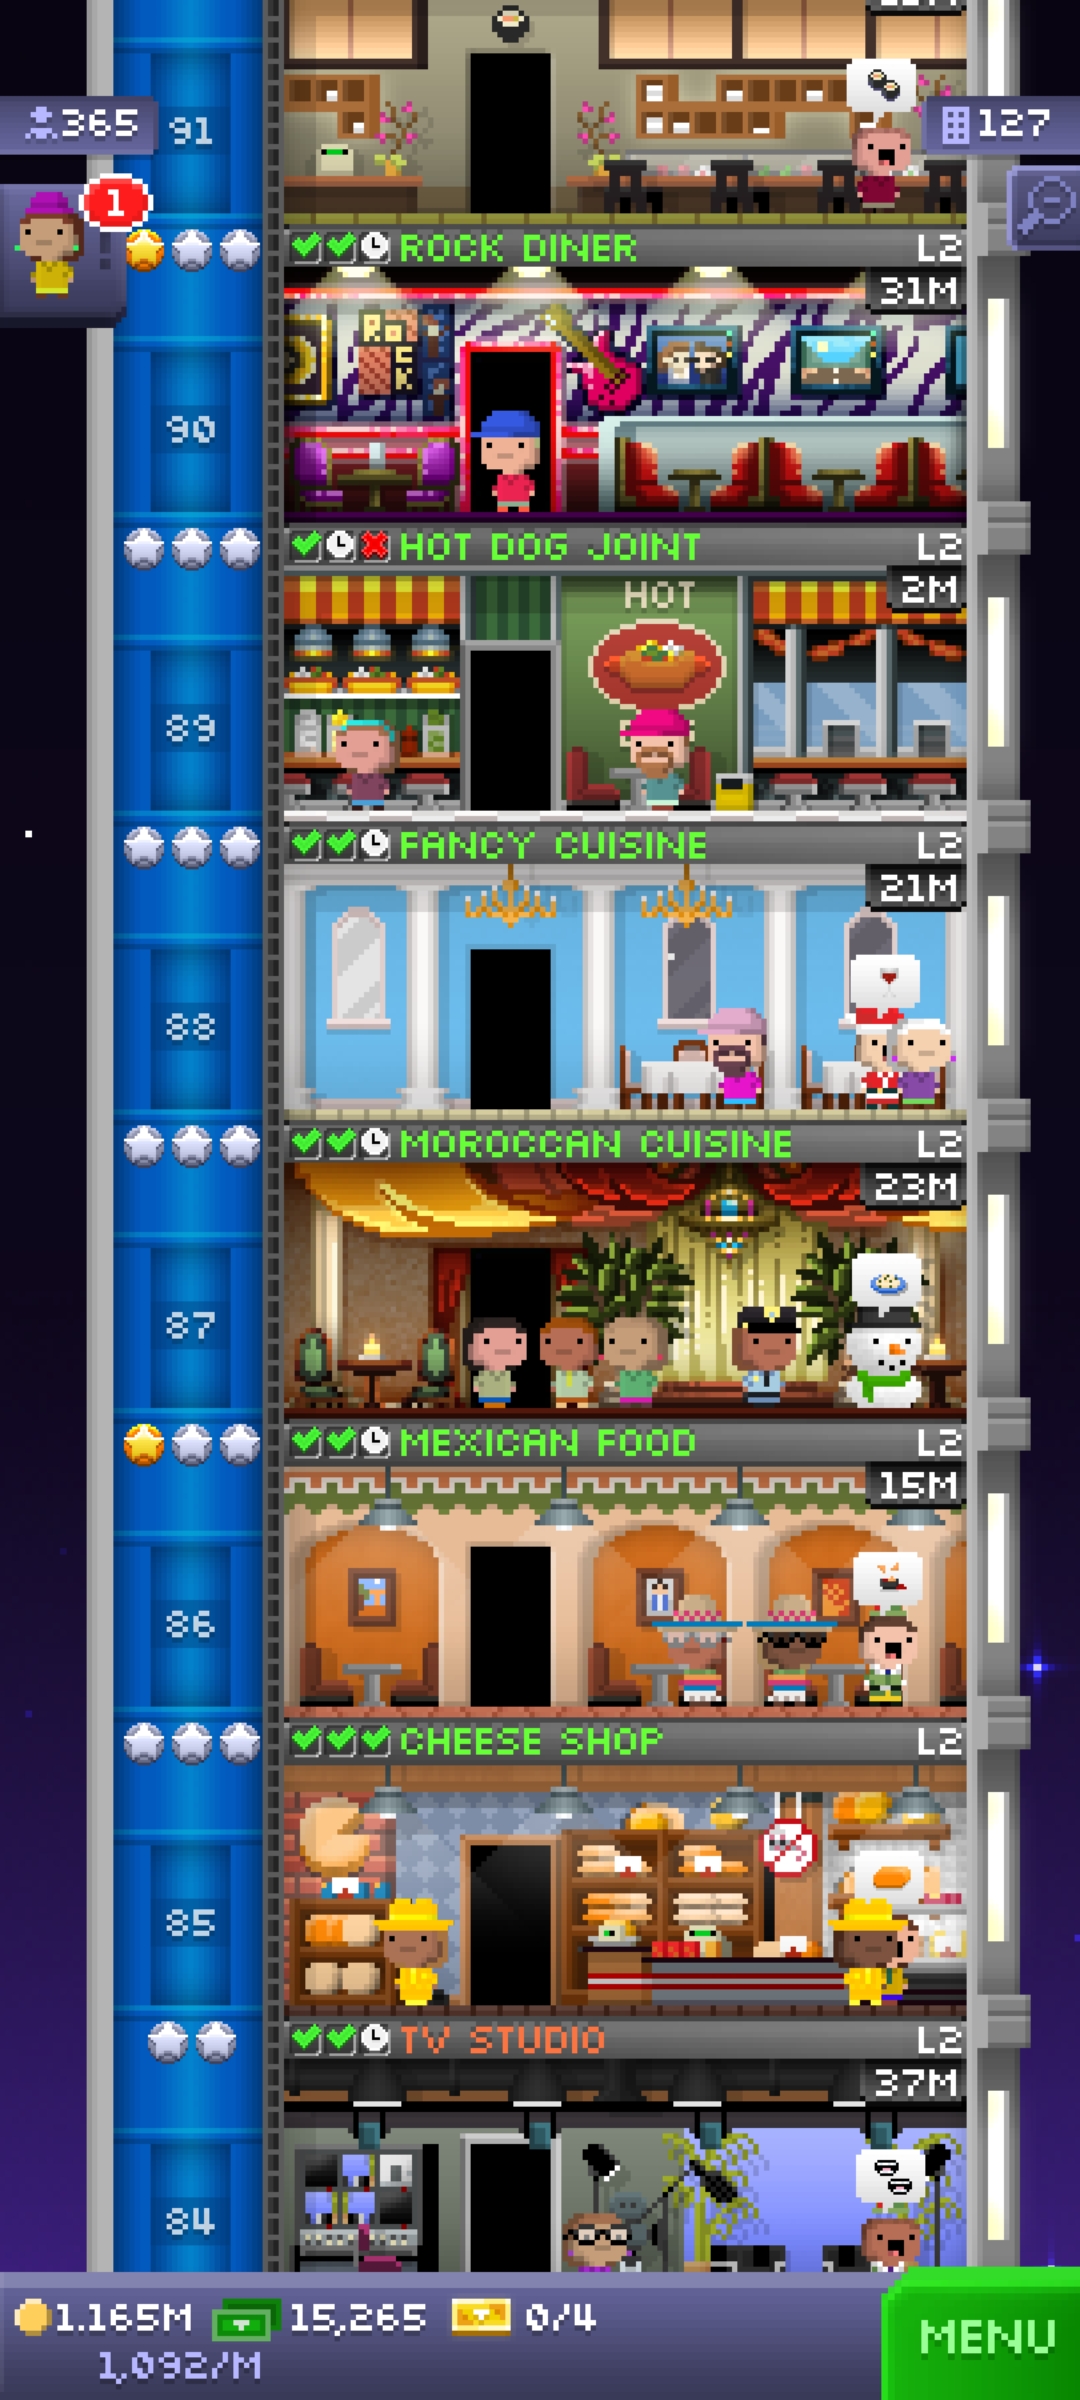 365
91
127
1
ROCK DINER L2
31M
ROCK
90
HOT DOG JOINT L2
2M
HOT
89
FANCY CUISINE L2
21M
88
MOROCCAN CUISINE L2
23M
87
MEXICAN FOOD L2
15M
86
CHEESE SHOP L2
85
TV STUDIO L2
37M
84
1.165M 15,265 0/4
1,092/M
MENU